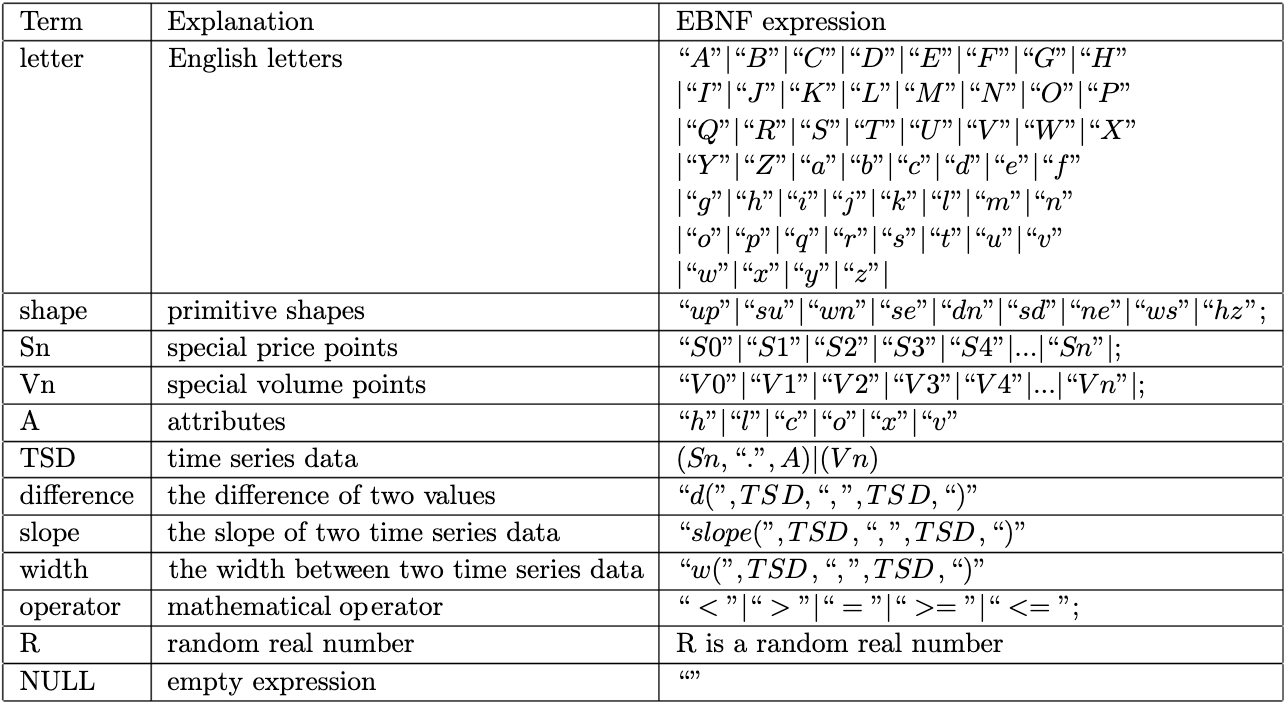 Term Explanation EBNF expression
letter English letters “A”|“B”|“C”|“D”|“E”|“F”|“G”|“H”
|“I”|“J”|“K”|“L”|“M”|“N”|“O”|“P”
|“Q”|“R”|“S”|“T”|“U”|“V”|“W”|“X”
|“Y”|“Z”|“a”|“b”|“c”|“d”|“e”|“f”
|“g”|“h”|“i”|“j”|“k”|“l”|“m”|“n”
|“o”|“p”|“q”|“r”|“s”|“t”|“u”|“v”
|“w”|“x”|“y”|“z”|
shape primitive shapes “up”|“su”|“wn”|“se”|“dn”|“sd”|“ne”|“ws”|“hz”;
Sn special price points “S0”|“S1”|“S2”|“S3”|“S4”|...|“Sn”|;
Vn special volume points “V0”|“V1”|“V2”|“V3”|“V4”|...|“Vn”|;
A attributes “h”|“l”|“c”|“o”|“x”|“v”
TSD time series data (Sn, “.”, A)|(Vn)
difference the difference of two values “d(”, TSD, “, ”, TSD, “)”
slope the slope of two time series data “slope(”, TSD, “, ”, TSD, “)”
width the width between two time series data “w(”, TSD, “, ”, TSD, “)”
operator mathematical operator “ < ”|“ > ”|“ = ”|“ >= ”|“ <= ”;
R random real number R is a random real number
NULL empty expression “”